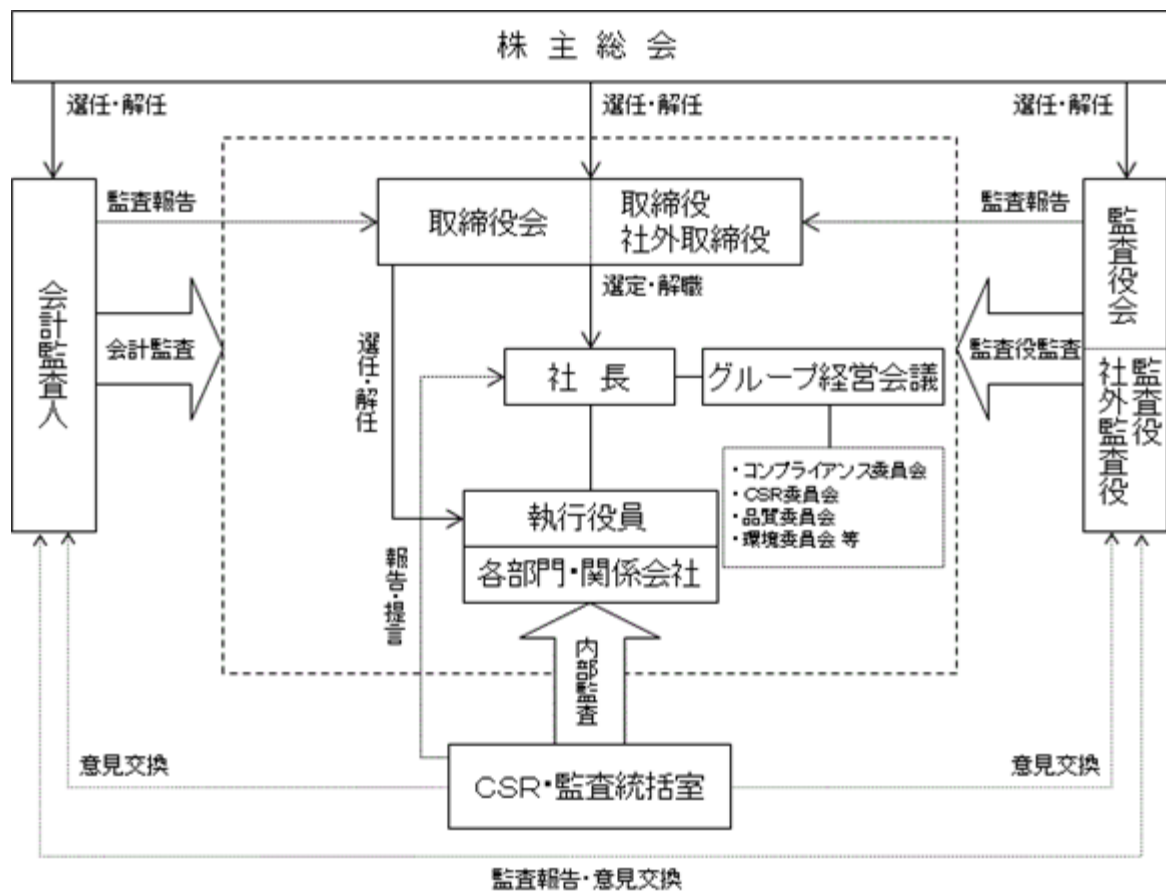 株主総会
選任・解任
選任・解任
選任・解任
監査報告
取締役会
取締役
社外取締役
監査報告
監査役会
会計監査人
会計監査
選定・解職
選任・解任
監査役監査
社長
グループ経営会議
監査役
社外監査役
・コンプライアンス委員会
・CSR委員会
・品質委員会
・環境委員会 等
執行役員
各部門・関係会社
報告・提言
内部監査
意見交換
CSR・監査統括室
意見交換
監査報告・意見交換